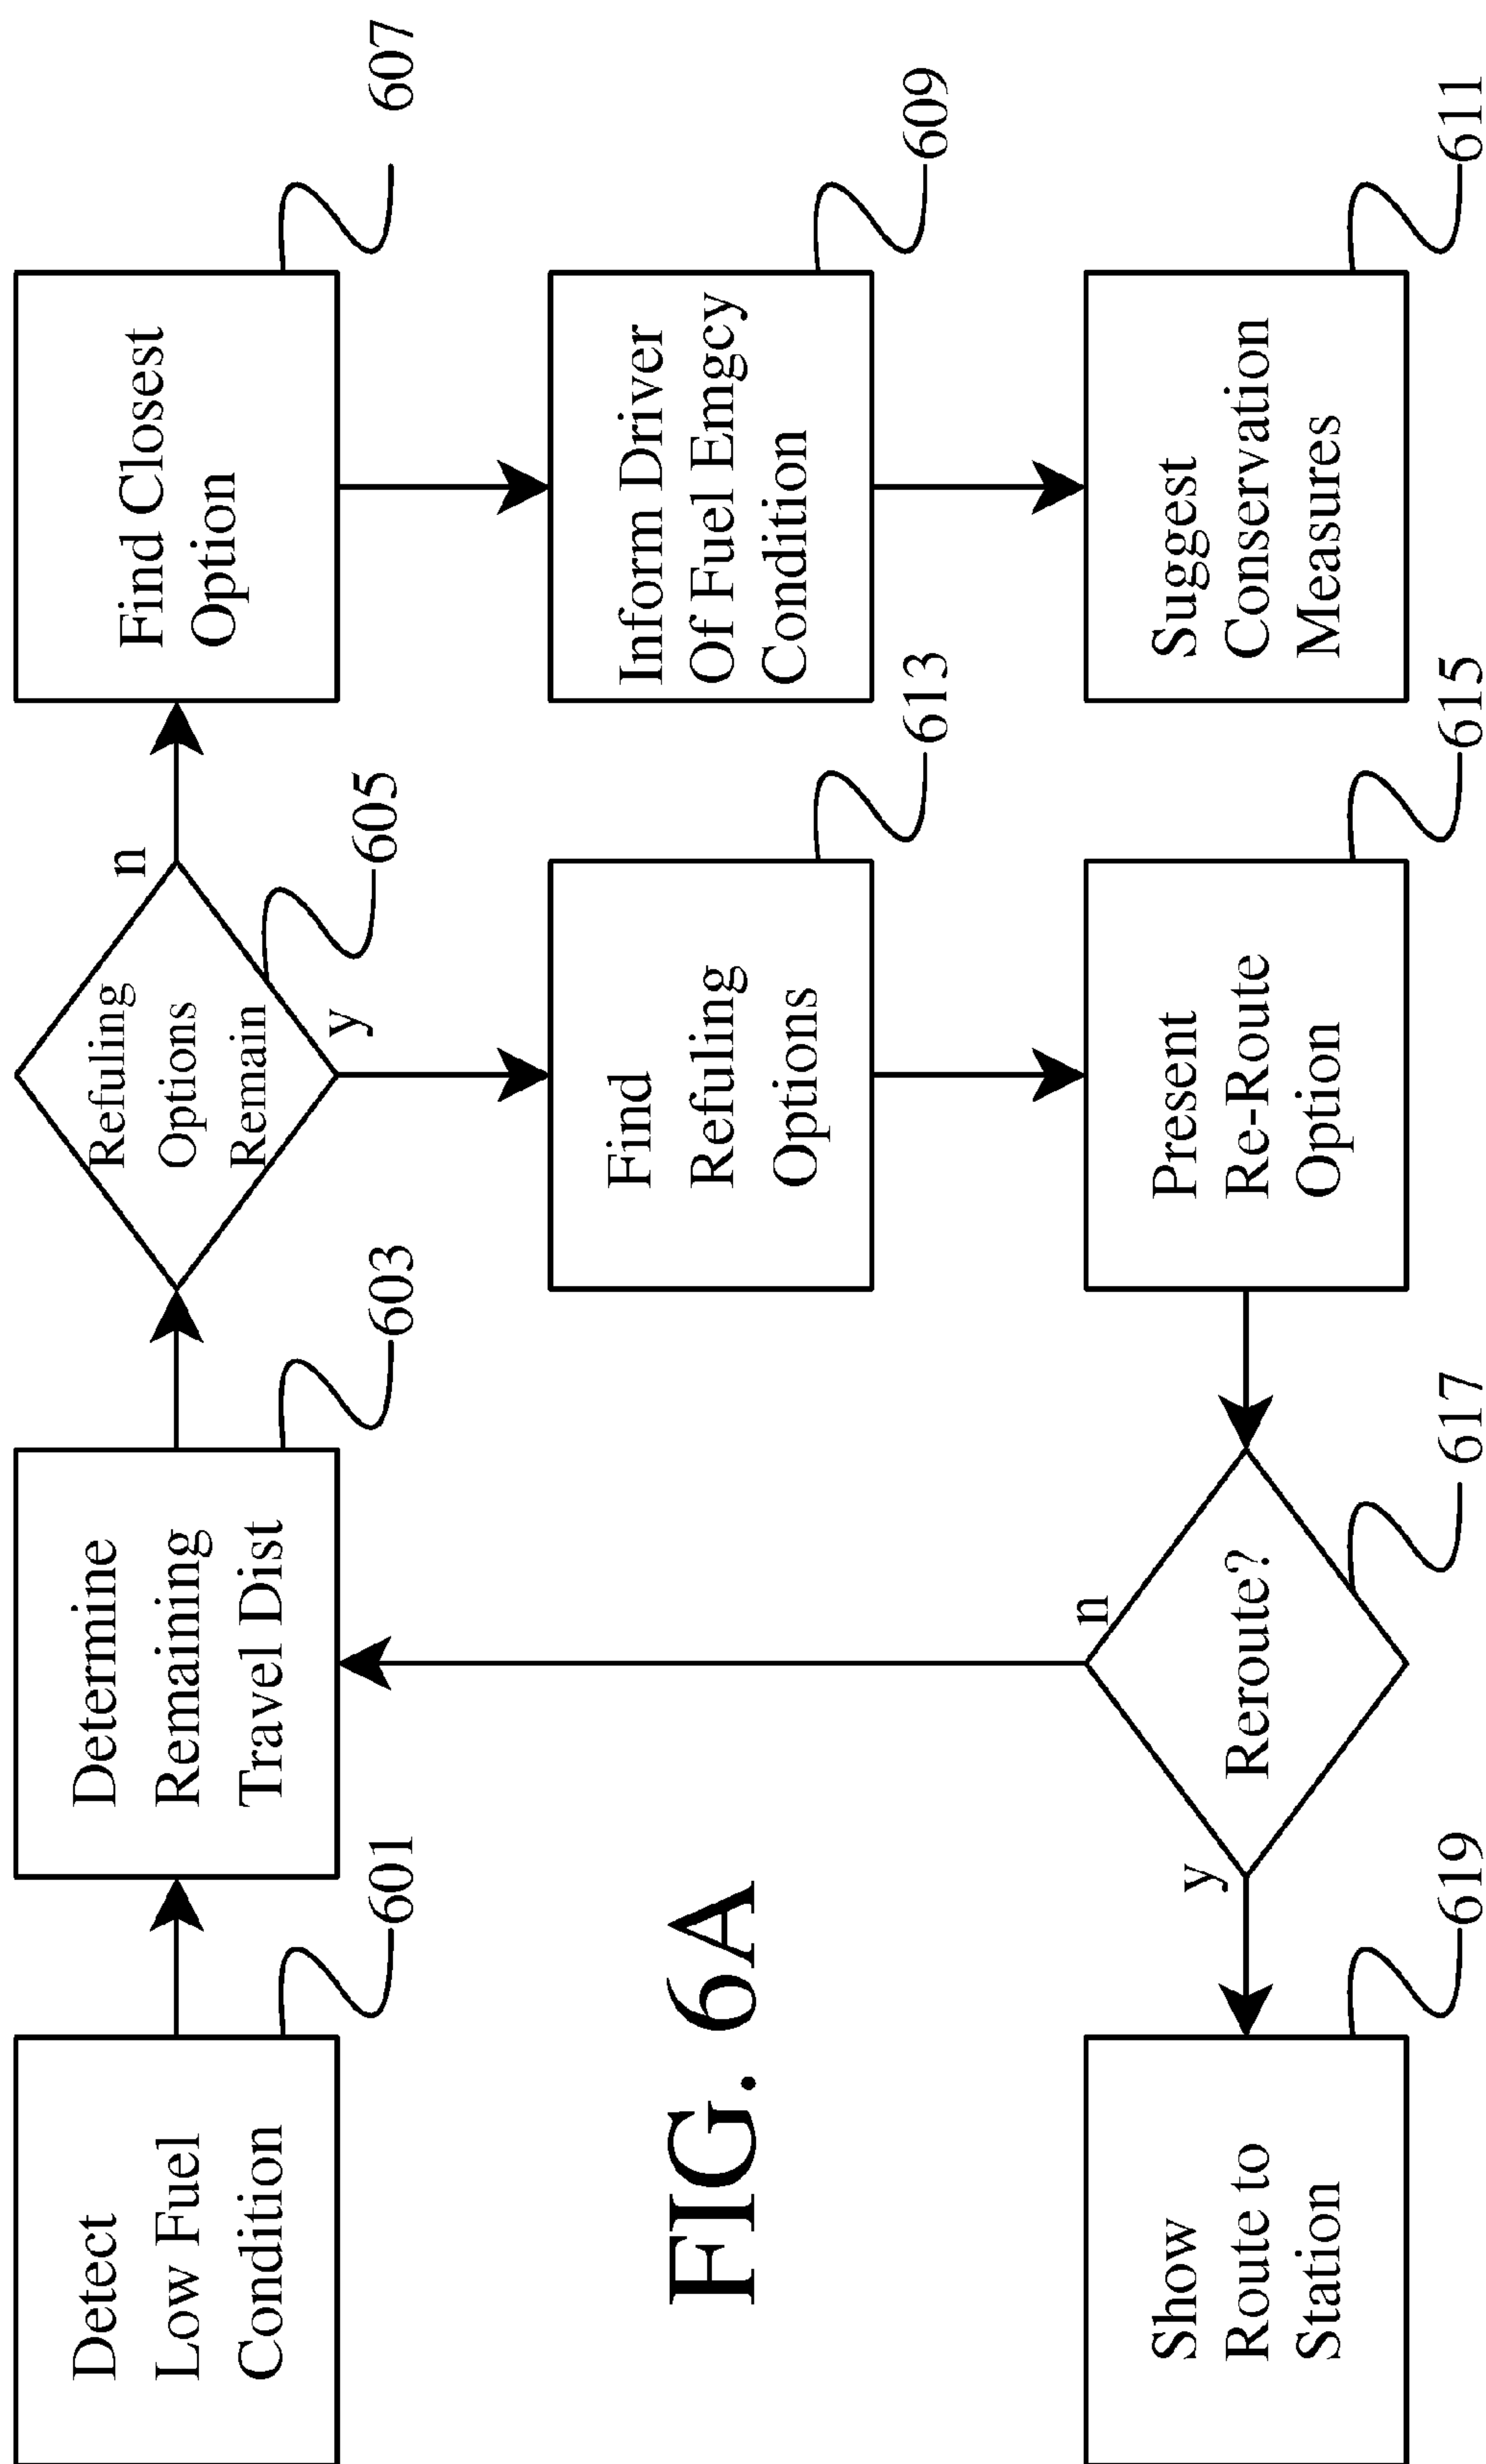 Detect
Low Fuel
Condition
601
Determine
Remaining
Travel Dist
603
Refuling
Options
Remain
605
n
y
Find Closest
Option
607
Inform Driver
Of Fuel Emgcy
Condition
609
Suggest
Conservation
Measures
611
Find
Refuling
Options
613
Present
Re-Route
Option
615
Reroute?
617
n
y
Show
Route to
Station
619
FIG. 6A